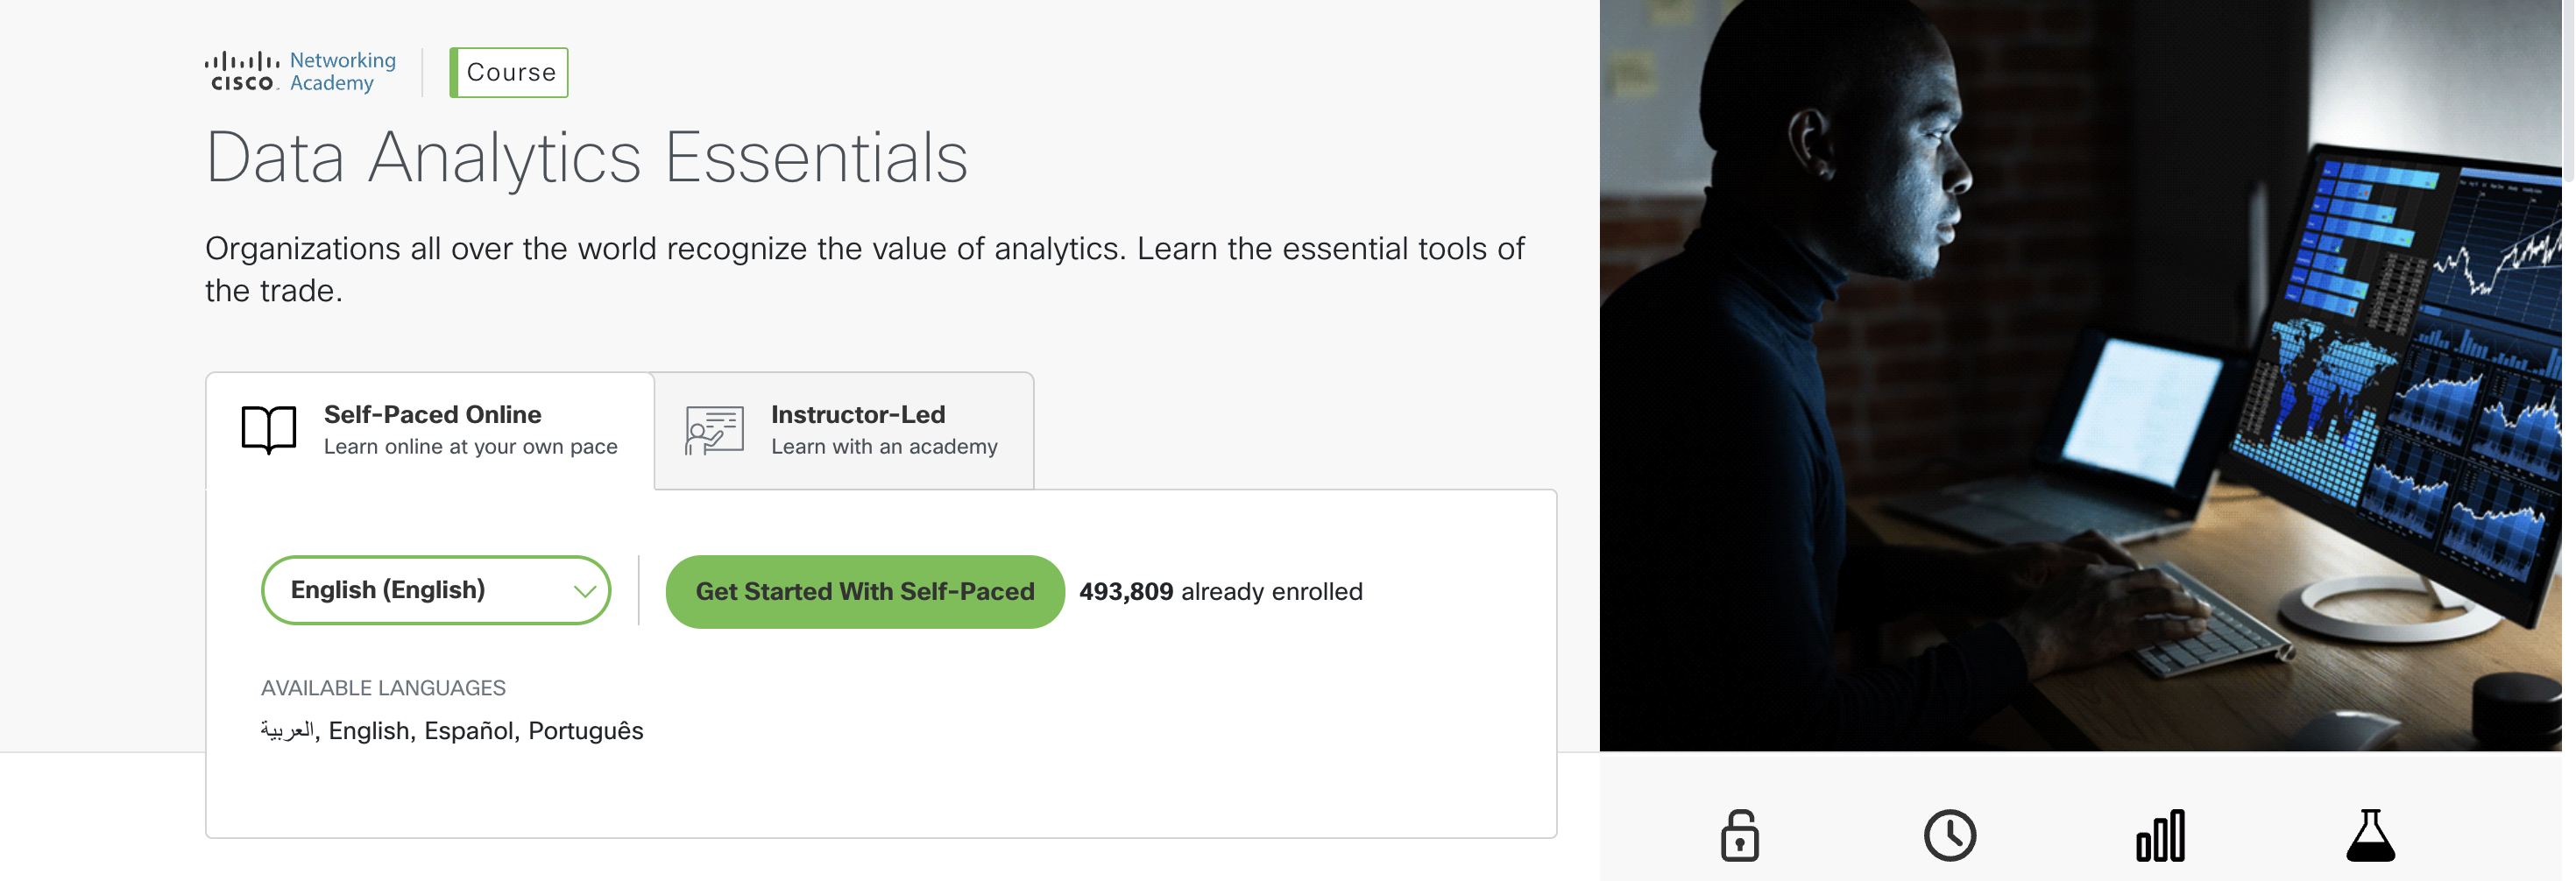 Networking
Academy
CISCO
Course
Data Analytics Essentials
Organizations all over the world recognize the value of analytics. Learn the essential tools of
the trade.
Self-Paced Online
Learn online at your own pace
Instructor-Led
Learn with an academy
English (English)
Get Started With Self-Paced
493,809 already enrolled
AVAILABLE LANGUAGES
العربية, English, Español, Português